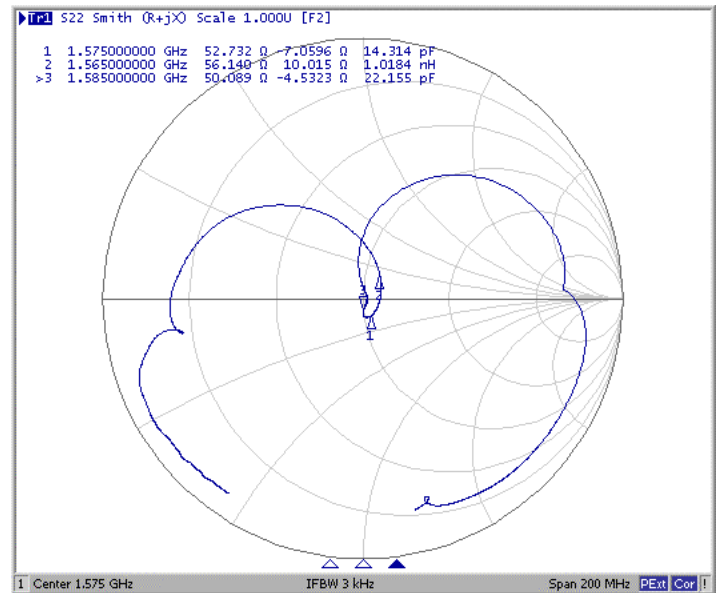 Tr1 S22 Smith (R+jX) Scale 1.000U [F2]
1 1.575000000 GHz 52.732 Ω -7.0596 Ω 14.314 pF
2 1.565000000 GHz 56.140 Ω 10.015 Ω 1.0184 nH
>3 1.585000000 GHz 50.089 Ω -4.5323 Ω 22.155 pF
3
1
1 Center 1.575 GHz IFBW 3 kHz Span 200 MHz PExt Cor !